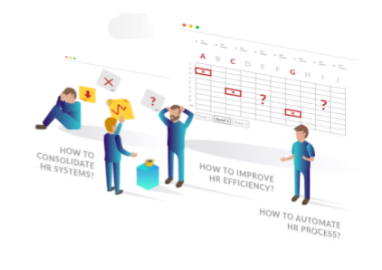 A B C D E F G H I J
?
?
?
HOW TO
CONSOLIDATE
HR SYSTEMS?
HOW TO IMPROVE
HR EFFICIENCY?
HOW TO AUTOMATE
HR PROCESS?